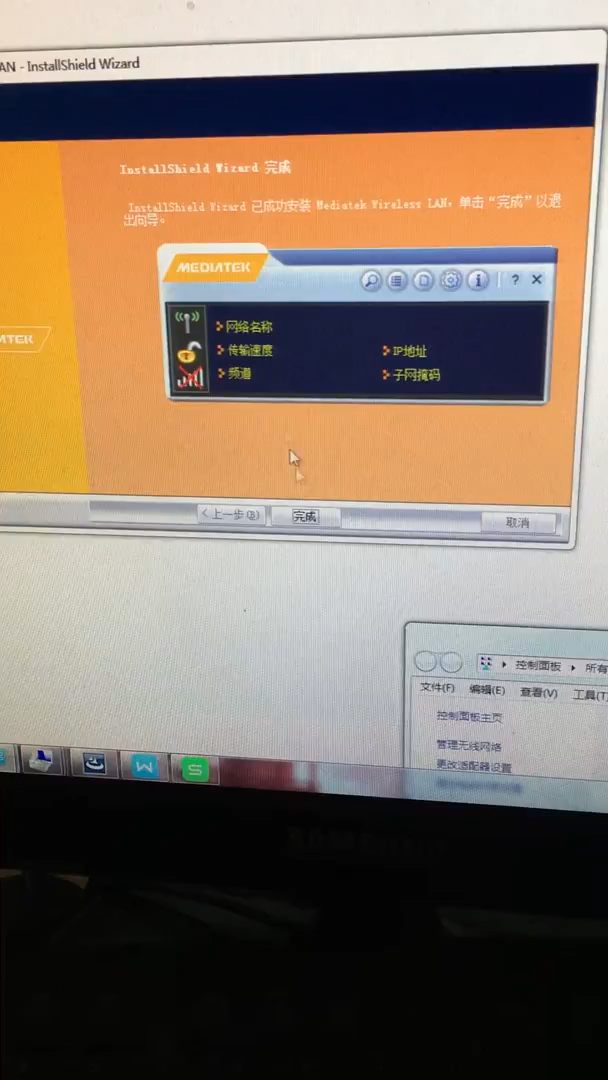 AN - InstallShield Wizard
InstallShield Wizard 完成
InstallShield Wizard 已成功安装 Mediatek Wireless LAN。单击“完成”以退
出向导。
MEDIATEK
? ×
网络名称
传输速度
IP地址
频道
子网掩码
TEK
<上一步(B)
完成
取消
控制面板 所有
文件(F) 编辑(E) 查看(V) 工具(T
控制面板主页
管理无线网络
更改适配器设置
W
S